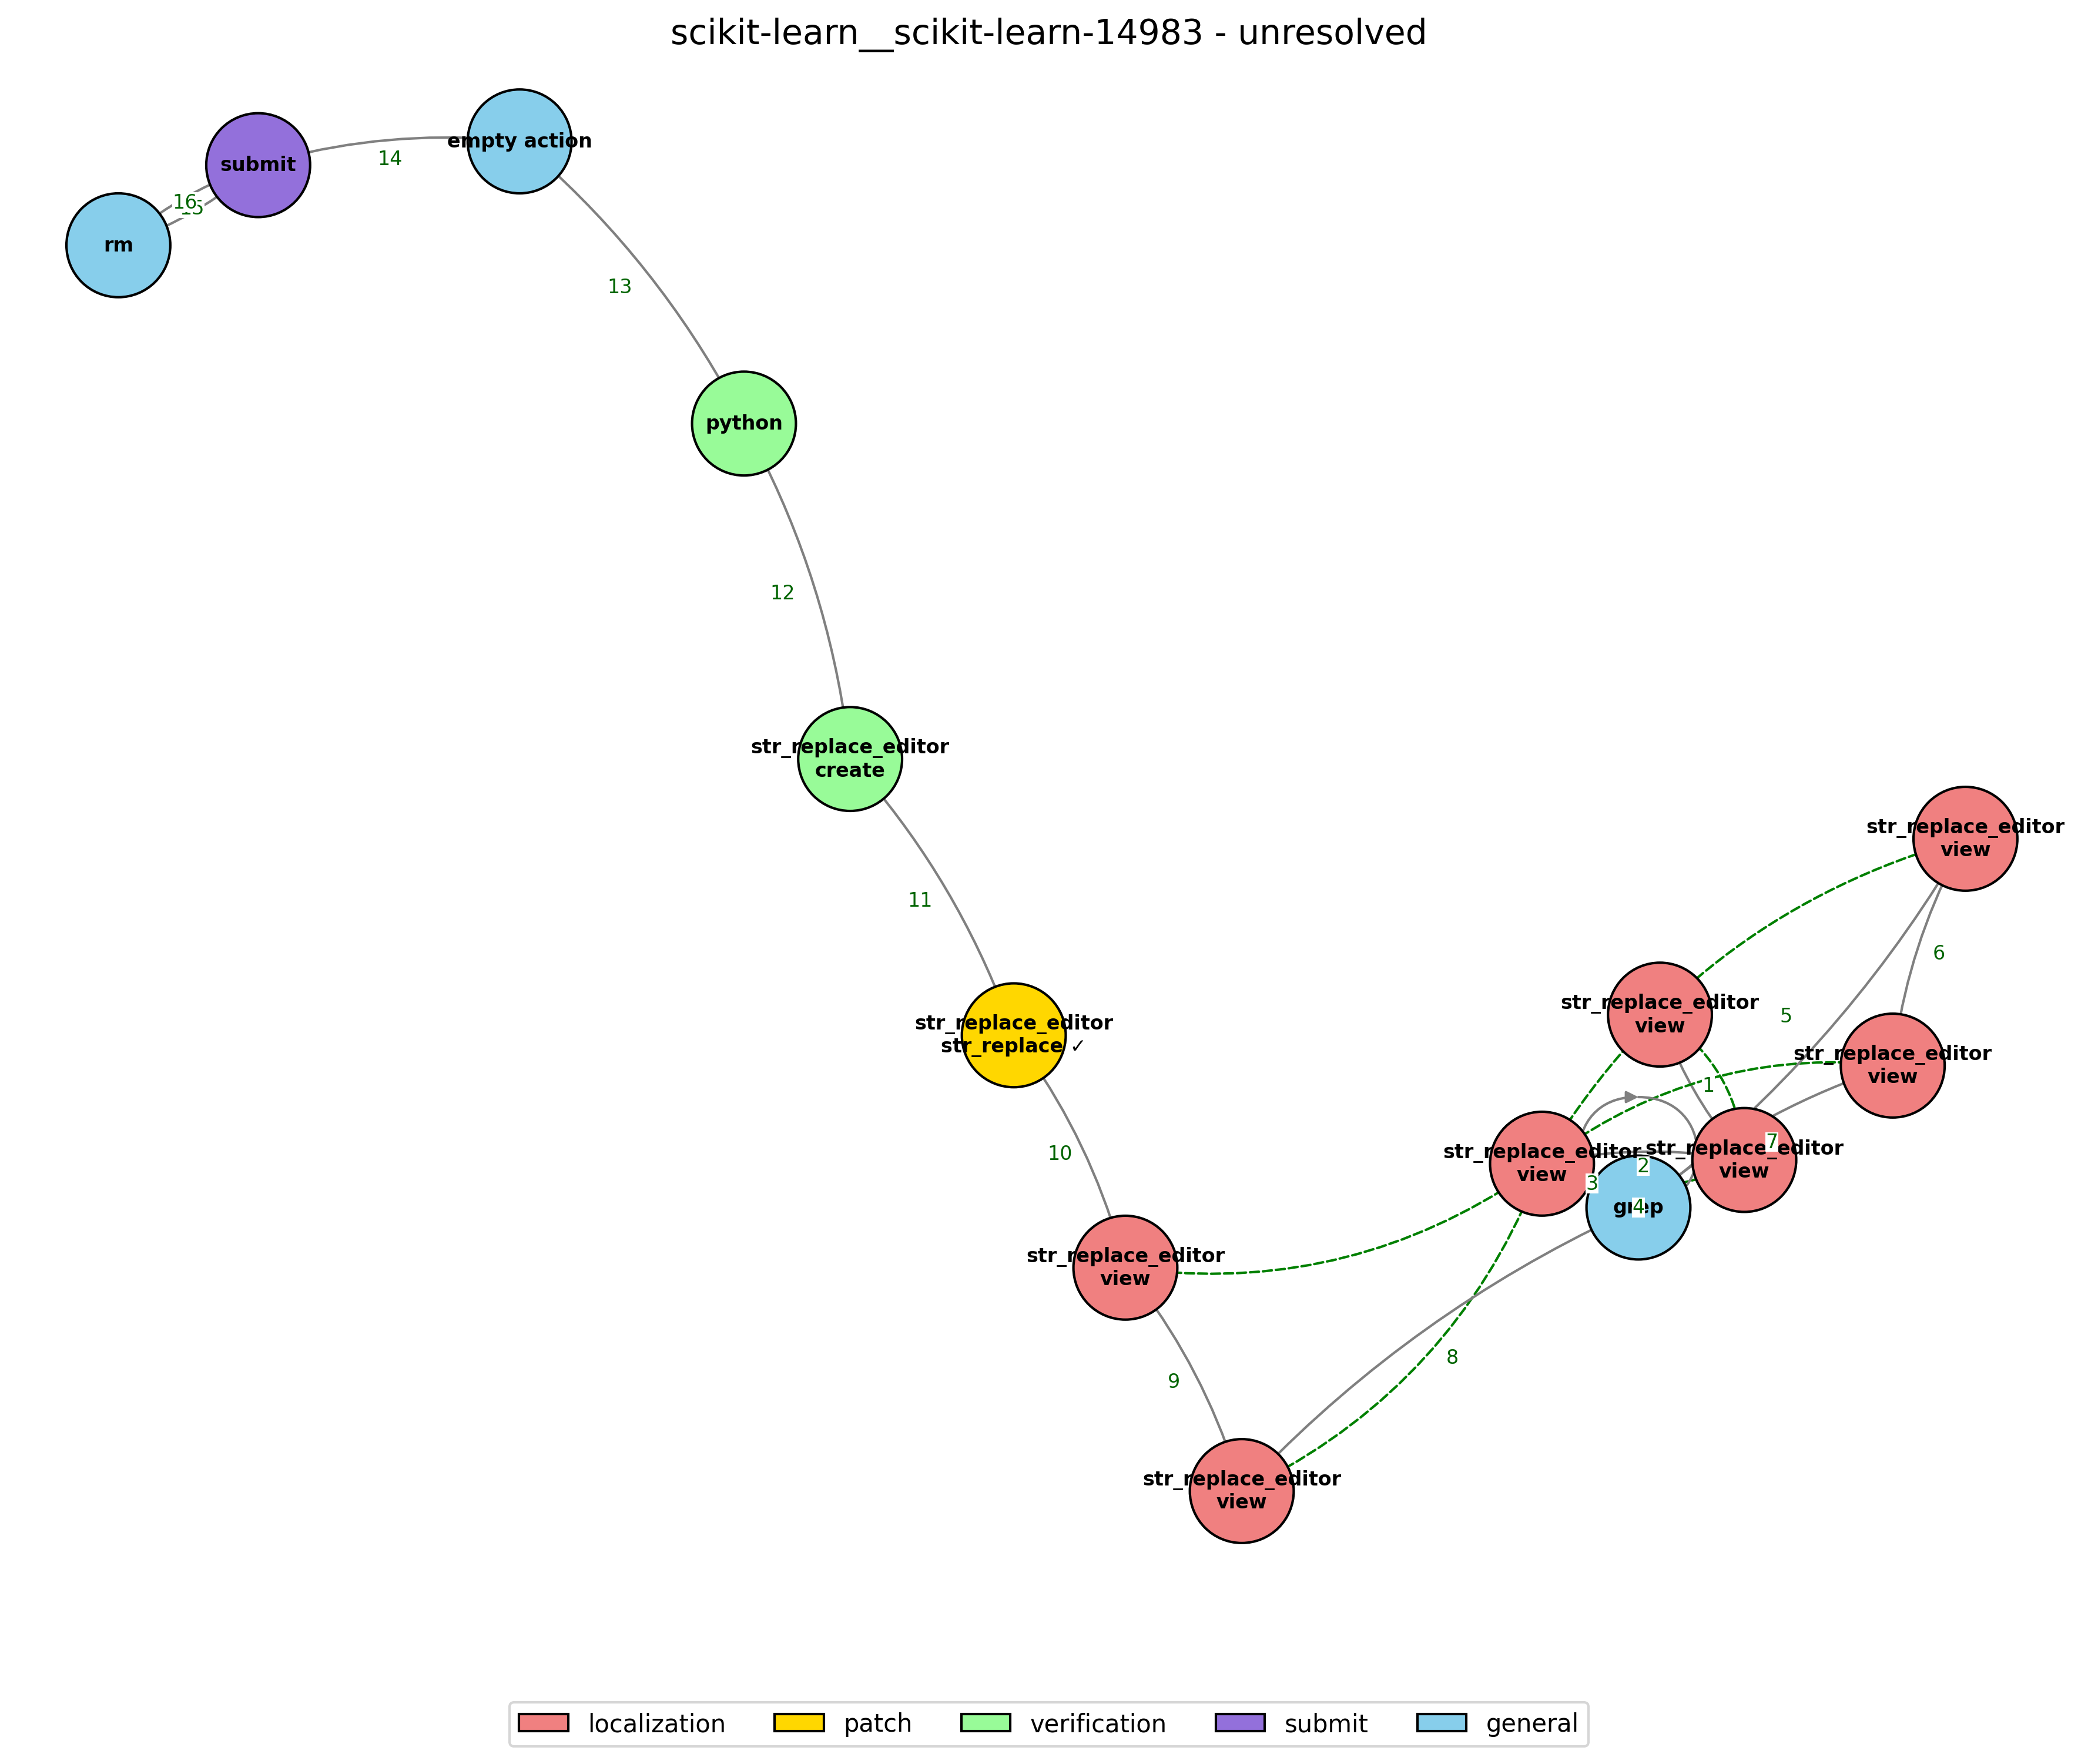 scikit-learn__scikit-learn-14983 - unresolved
empty action
submit
14
16
15
rm
13
python
12
str_replace_editor
create
str_replace_editor
view
11
6
str_replace_editor
view
5
str_replace_editor
str_replace ✓
str_replace_editor
view
1
10
7
str_replace_editor
view
str_replace_editor
view
2
3
4
grep
str_replace_editor
view
8
9
str_replace_editor
view
localization
patch
verification
submit
general